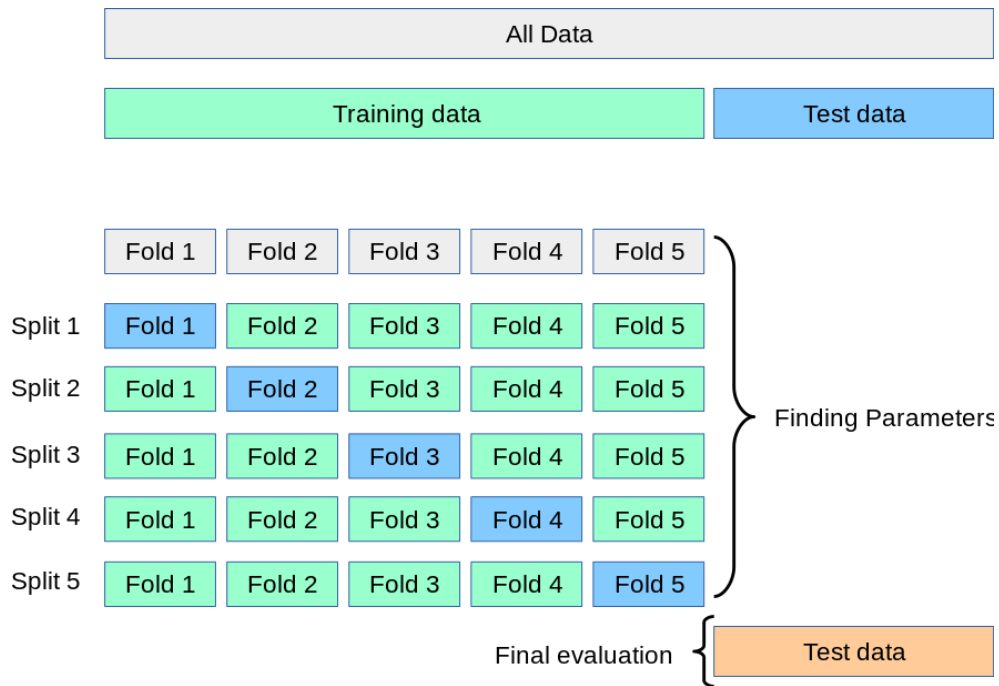 All Data
Training data Test data
Fold 1 Fold 2 Fold 3 Fold 4 Fold 5
Split 1 Fold 1 Fold 2 Fold 3 Fold 4 Fold 5
Split 2 Fold 1 Fold 2 Fold 3 Fold 4 Fold 5
Finding Parameters
Split 3 Fold 1 Fold 2 Fold 3 Fold 4 Fold 5
Split 4 Fold 1 Fold 2 Fold 3 Fold 4 Fold 5
Split 5 Fold 1 Fold 2 Fold 3 Fold 4 Fold 5
Final evaluation Test data